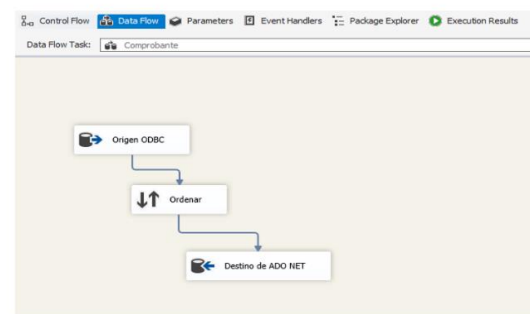 Control Flow Data Flow Parameters Event Handlers Package Explorer Execution Results
Data Flow Task: Comprobante
Origen ODBC
Ordenar
Destino de ADO NET